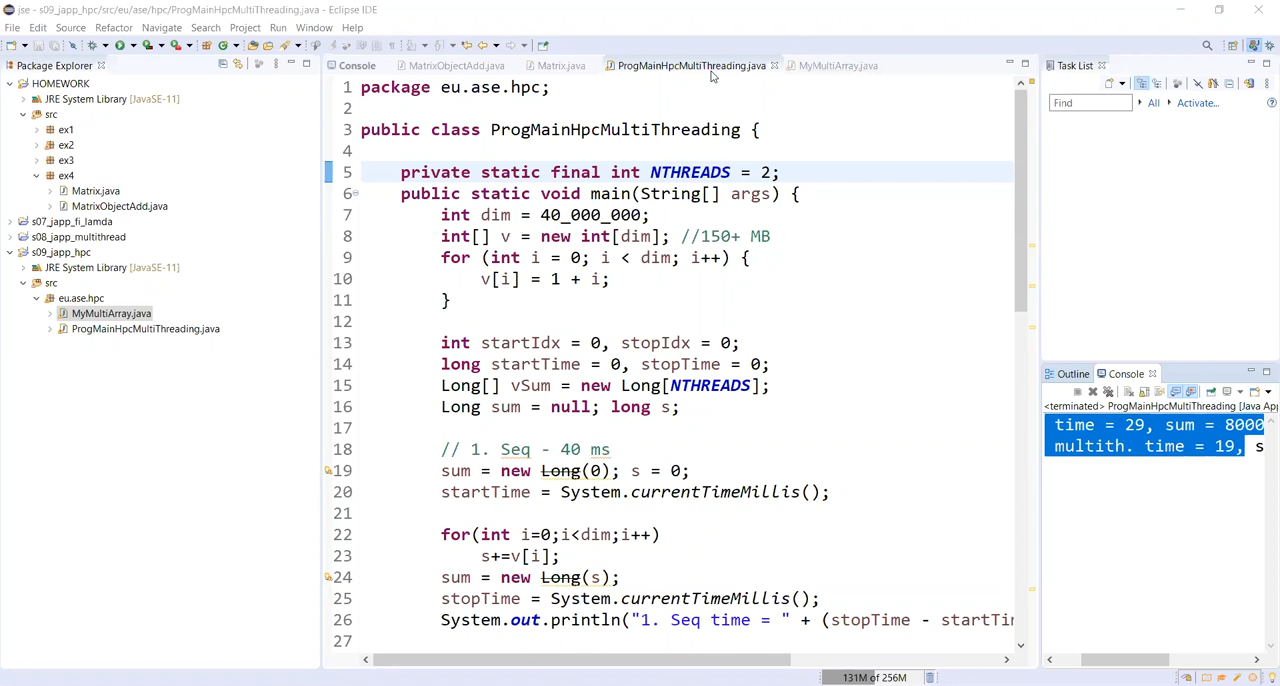 jse - s09_japp_hpc/src/eu/ase/hpc/ProgMainHpcMultiThreading.java - Eclipse IDE
File Edit Source Refactor Navigate Search Project Run Window Help
Package Explorer
HOMEWORK
JRE System Library [JavaSE-11]
src
ex1
ex2
ex3
ex4
Matrix.java
MatrixObjectAdd.java
s07_japp_fi_lamda
s08_japp_multithread
s09_japp_hpc
JRE System Library [JavaSE-11]
src
eu.ase.hpc
MyMultiArray.java
ProgMainHpcMultiThreading.java
Console MatrixObjectAdd.java Matrix.java ProgMainHpcMultiThreading.java MyMultiArray.java
1 package eu.ase.hpc;
2
3 public class ProgMainHpcMultiThreading {
4
5 private static final int NTHREADS = 2;
6 public static void main(String[] args) {
7 int dim = 40_000_000;
8 int[] v = new int[dim]; //150+ MB
9 for (int i = 0; i < dim; i++) {
10 v[i] = 1 + i;
11 }
12
13 int startIdx = 0, stopIdx = 0;
14 long startTime = 0, stopTime = 0;
15 Long[] vSum = new Long[NTHREADS];
16 Long sum = null; long s;
17
18 // 1. Seq - 40 ms
19 sum = new Long(0); s = 0;
20 startTime = System.currentTimeMillis();
21
22 for(int i=0;i<dim;i++)
23 s+=v[i];
24 sum = new Long(s);
25 stopTime = System.currentTimeMillis();
26 System.out.println("1. Seq time = " + (stopTime - startTi
27
Task List
Find All Activate...
Outline Console
<terminated> ProgMainHpcMultiThreading [Java App
time = 29, sum = 8000
multith. time = 19, s
131M of 256M